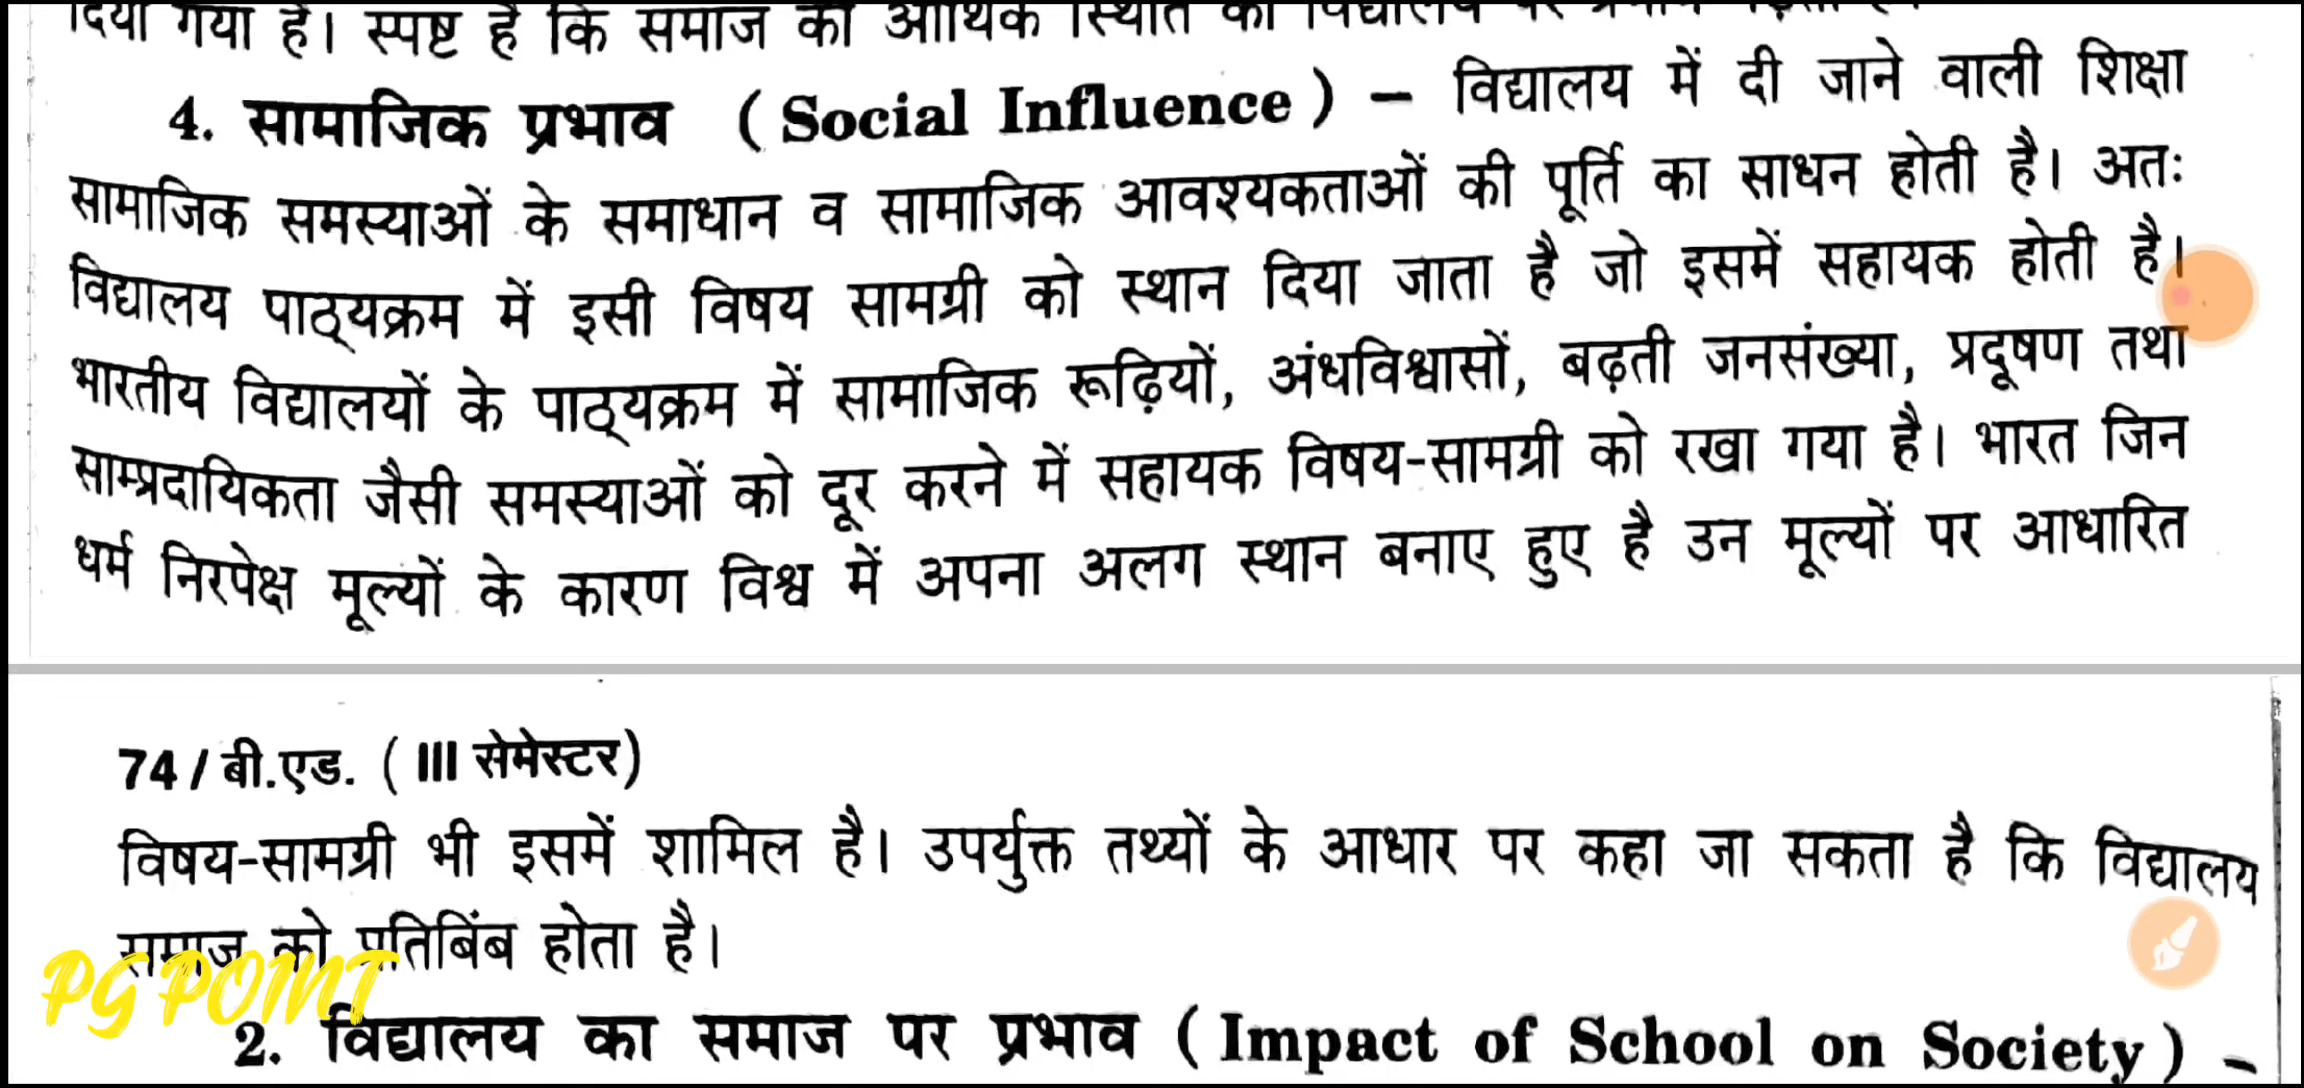 दिया गया है। स्पष्ट है कि समाज की आर्थिक स्थिति का विद्यालय पर
4. सामाजिक प्रभाव ( Social Influence ) – विद्यालय में दी जाने वाली शिक्षा
सामाजिक समस्याओं के समाधान व सामाजिक आवश्यकताओं की पूर्ति का साधन होती है। अतः
विद्यालय पाठ्यक्रम में इसी विषय सामग्री को स्थान दिया जाता है जो इसमें सहायक होती है।
भारतीय विद्यालयों के पाठ्यक्रम में सामाजिक रूढ़ियों, अंधविश्वासों, बढ़ती जनसंख्या, प्रदूषण तथा
साम्प्रदायिकता जैसी समस्याओं को दूर करने में सहायक विषय-सामग्री को रखा गया है। भारत जिन
धर्म निरपेक्ष मूल्यों के कारण विश्व में अपना अलग स्थान बनाए हुए है उन मूल्यों पर आधारित
74 / बी.एड. ( III सेमेस्टर)
विषय-सामग्री भी इसमें शामिल है। उपर्युक्त तथ्यों के आधार पर कहा जा सकता है कि विद्यालय
समाज को प्रतिबिंब होता है।
PG POINT
2. विद्यालय का समाज पर प्रभाव ( Impact of School on Society ) –